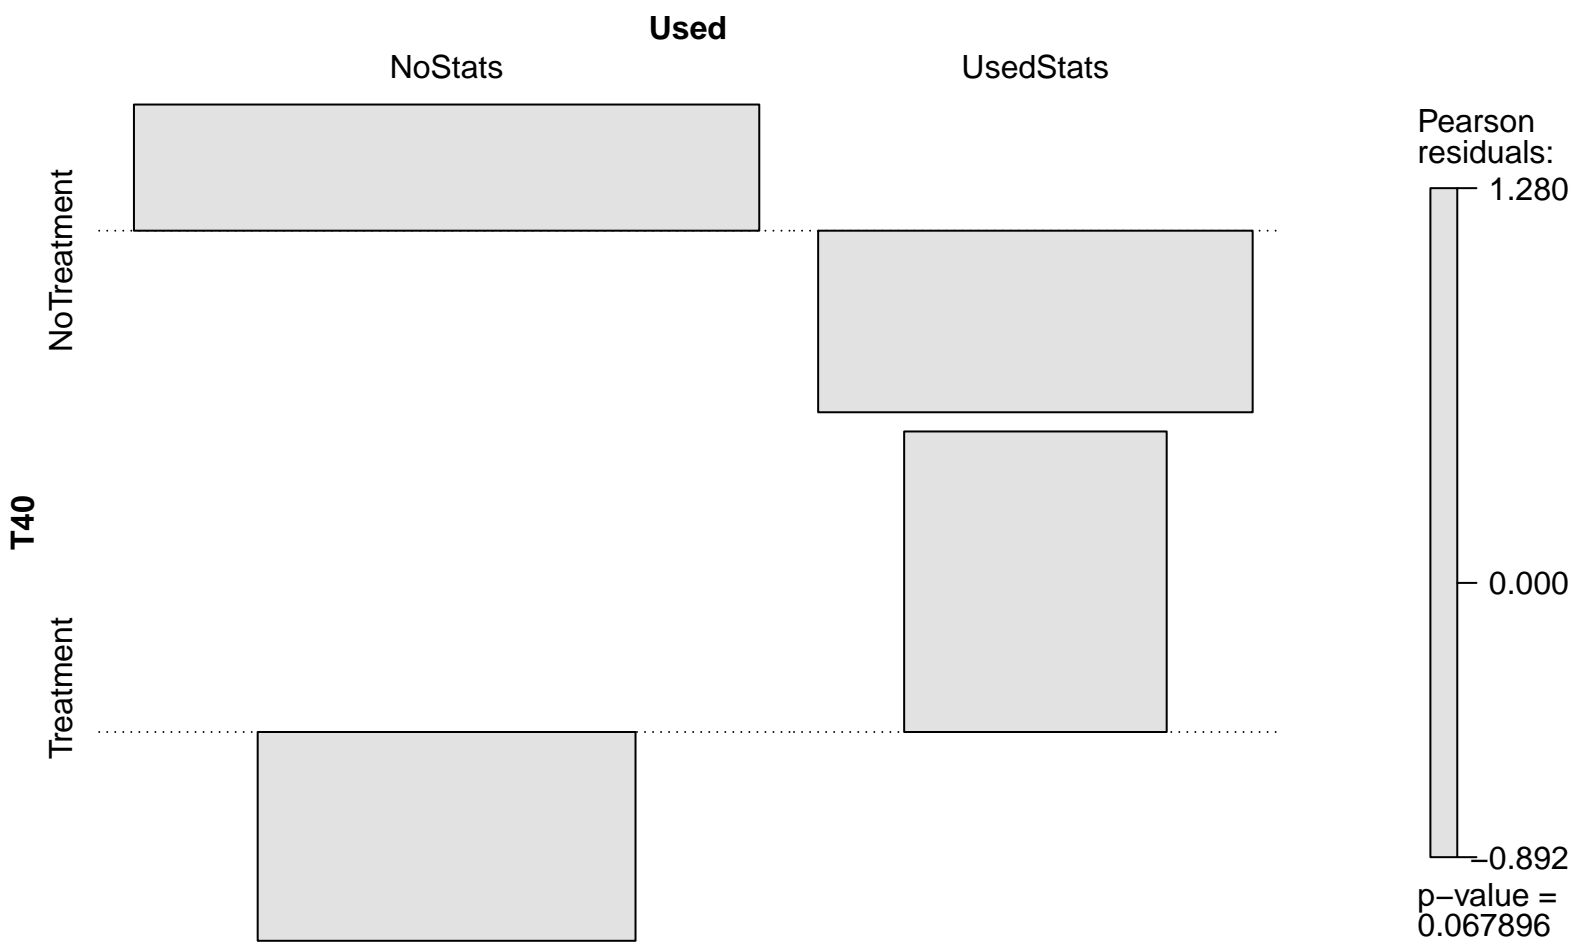 Used
NoStats
UsedStats
NoTreatment
T40
Treatment
Pearson
residuals:
1.280
0.000
−0.892
p−value =
0.067896